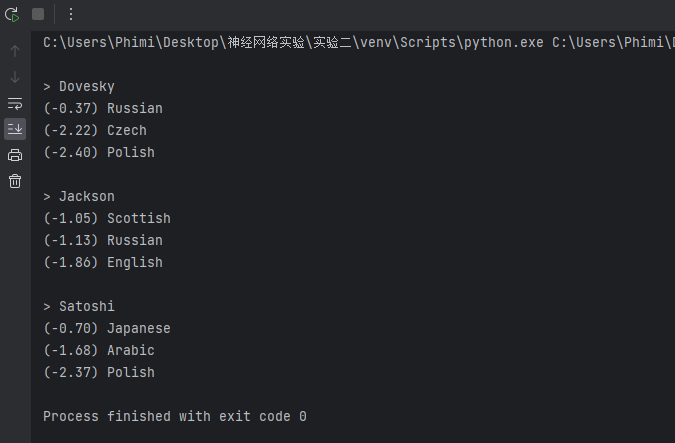 C:\Users\Phimi\Desktop\神经网络实验\实验二\venv\Scripts\python.exe C:\Users\Phimi\
> Dovesky
(-0.37) Russian
(-2.22) Czech
(-2.40) Polish
> Jackson
(-1.05) Scottish
(-1.13) Russian
(-1.86) English
> Satoshi
(-0.70) Japanese
(-1.68) Arabic
(-2.37) Polish
Process finished with exit code 0